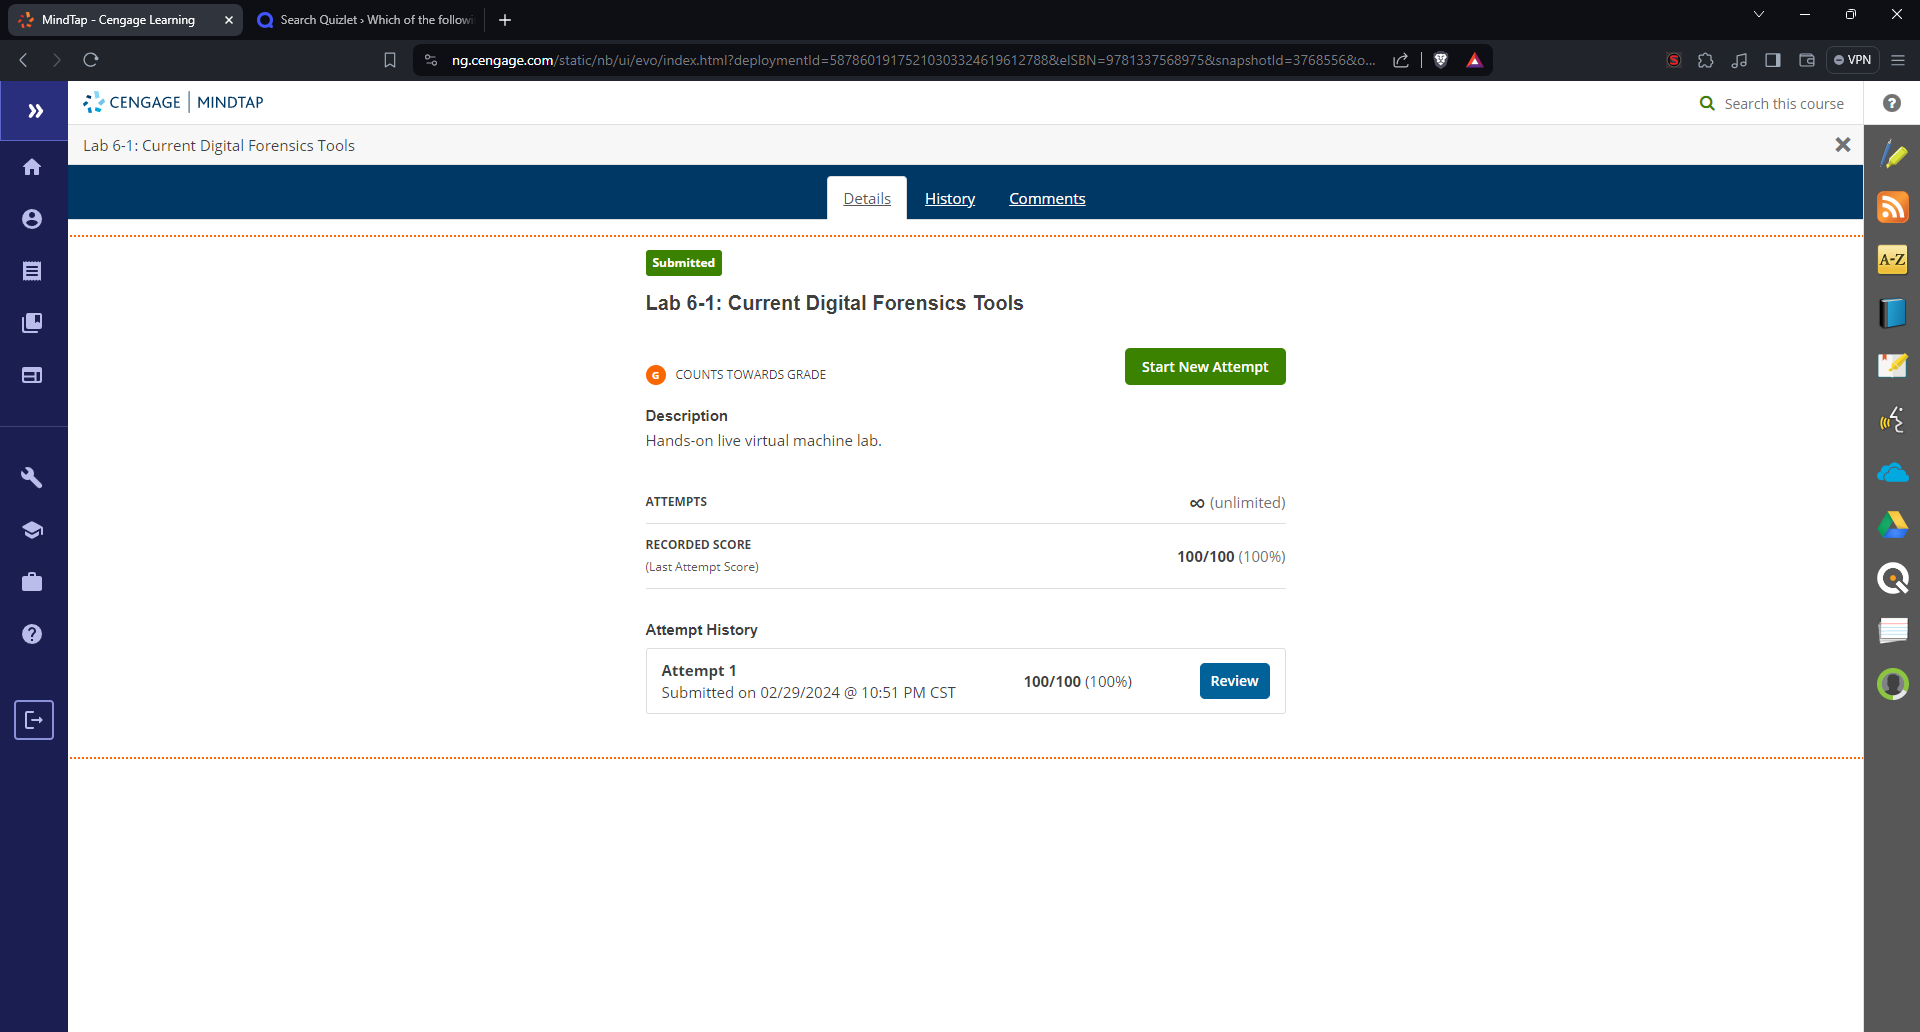 MindTap - Cengage Learning
Search Quizlet › Which of the followi
ng.cengage.com/static/nb/ui/evo/index.html?deploymentId=5878601917521030332461961​2788&eISBN=9781337568975&snapshotId=3768556&o...
VPN
CENGAGE | MINDTAP
Search this course
Lab 6-1: Current Digital Forensics Tools
Details
History
Comments
Submitted
Lab 6-1: Current Digital Forensics Tools
G
COUNTS TOWARDS GRADE
Start New Attempt
Description
Hands-on live virtual machine lab.
ATTEMPTS
∞ (unlimited)
RECORDED SCORE
(Last Attempt Score)
100/100 (100%)
Attempt History
Attempt 1
Submitted on 02/29/2024 @ 10:51 PM CST
100/100 (100%)
Review
A-Z